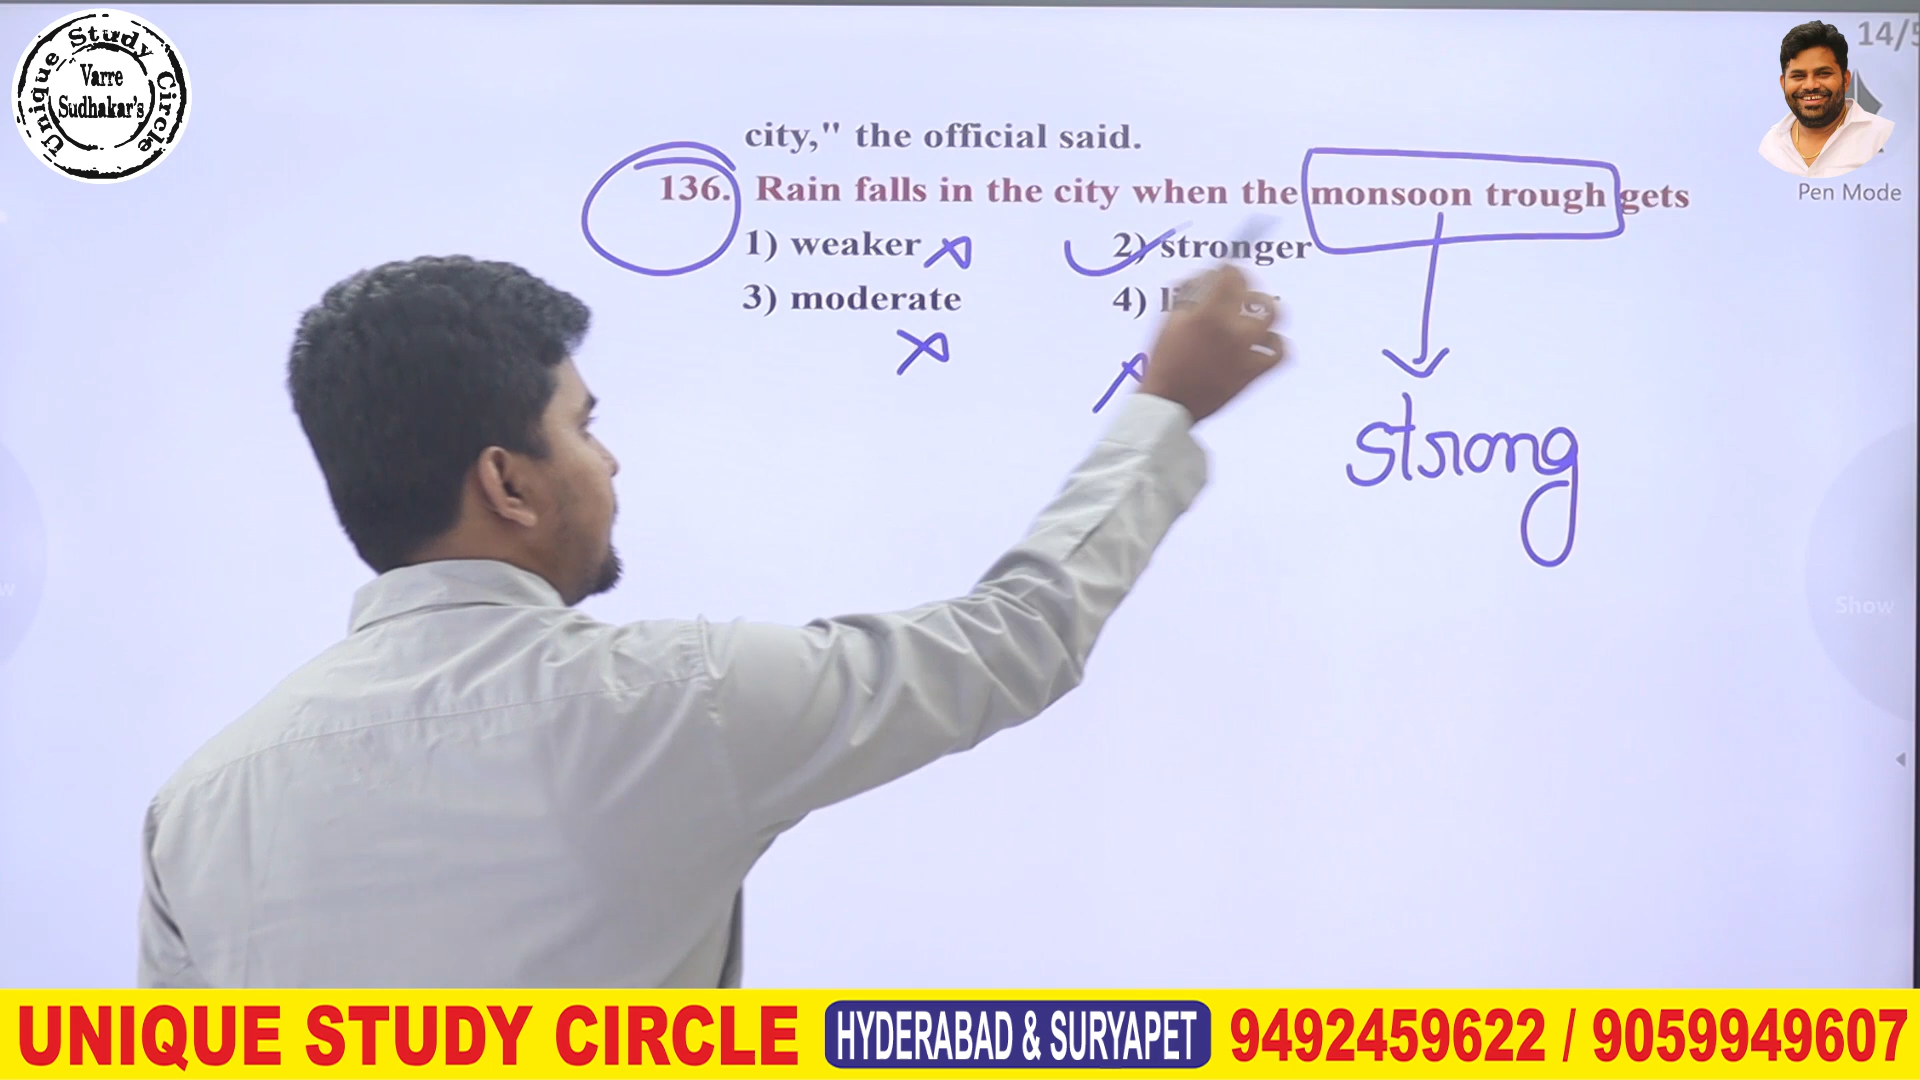 Unique Study Circle
Varre
Sudhakar's
14/5
Pen Mode
city," the official said.
136. Rain falls in the city when the monsoon trough gets
1) weaker 2) stronger
3) moderate 4)
strong
Show
UNIQUE STUDY CIRCLE HYDERABAD & SURYAPET 9492459622 / 9059949607